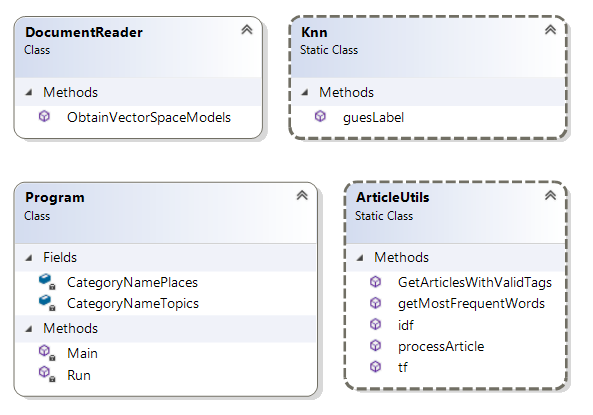 DocumentReader
Class
Methods
ObtainVectorSpaceModels
Knn
Static Class
Methods
guesLabel
Program
Class
Fields
CategoryNamePlaces
CategoryNameTopics
Methods
Main
Run
ArticleUtils
Static Class
Methods
GetArticlesWithValidTags
getMostFrequentWords
idf
processArticle
tf